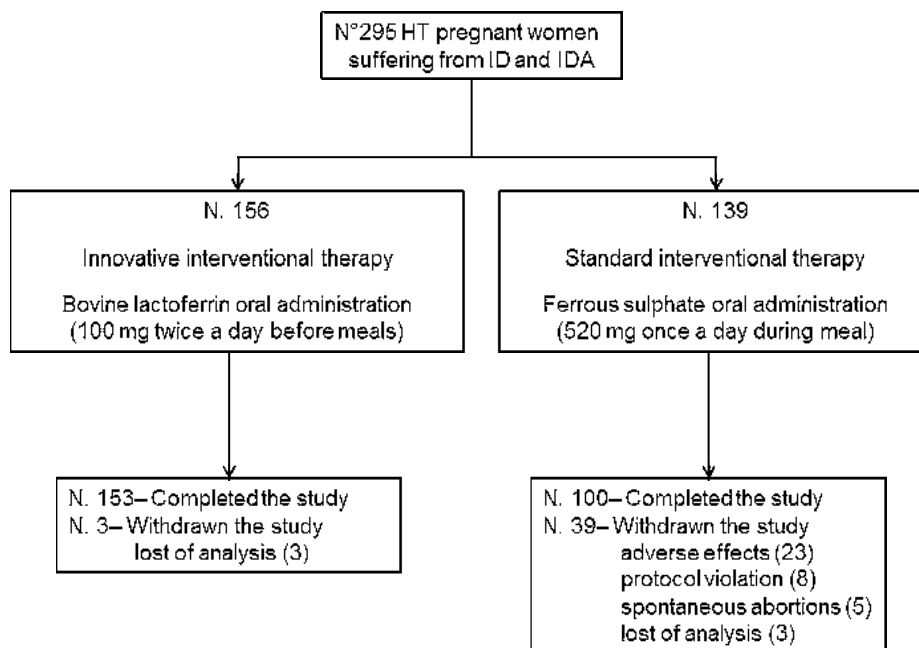 N°295 HT pregnant women
suffering from ID and IDA
N. 156
Innovative interventional therapy
Bovine lactoferrin oral administration
(100 mg twice a day before meals)
N. 139
Standard interventional therapy
Ferrous sulphate oral administration
(520 mg once a day during meal)
N. 153– Completed the study
N. 3– Withdrawn the study
lost of analysis (3)
N. 100– Completed the study
N. 39– Withdrawn the study
adverse effects (23)
protocol violation (8)
spontaneous abortions (5)
lost of analysis (3)